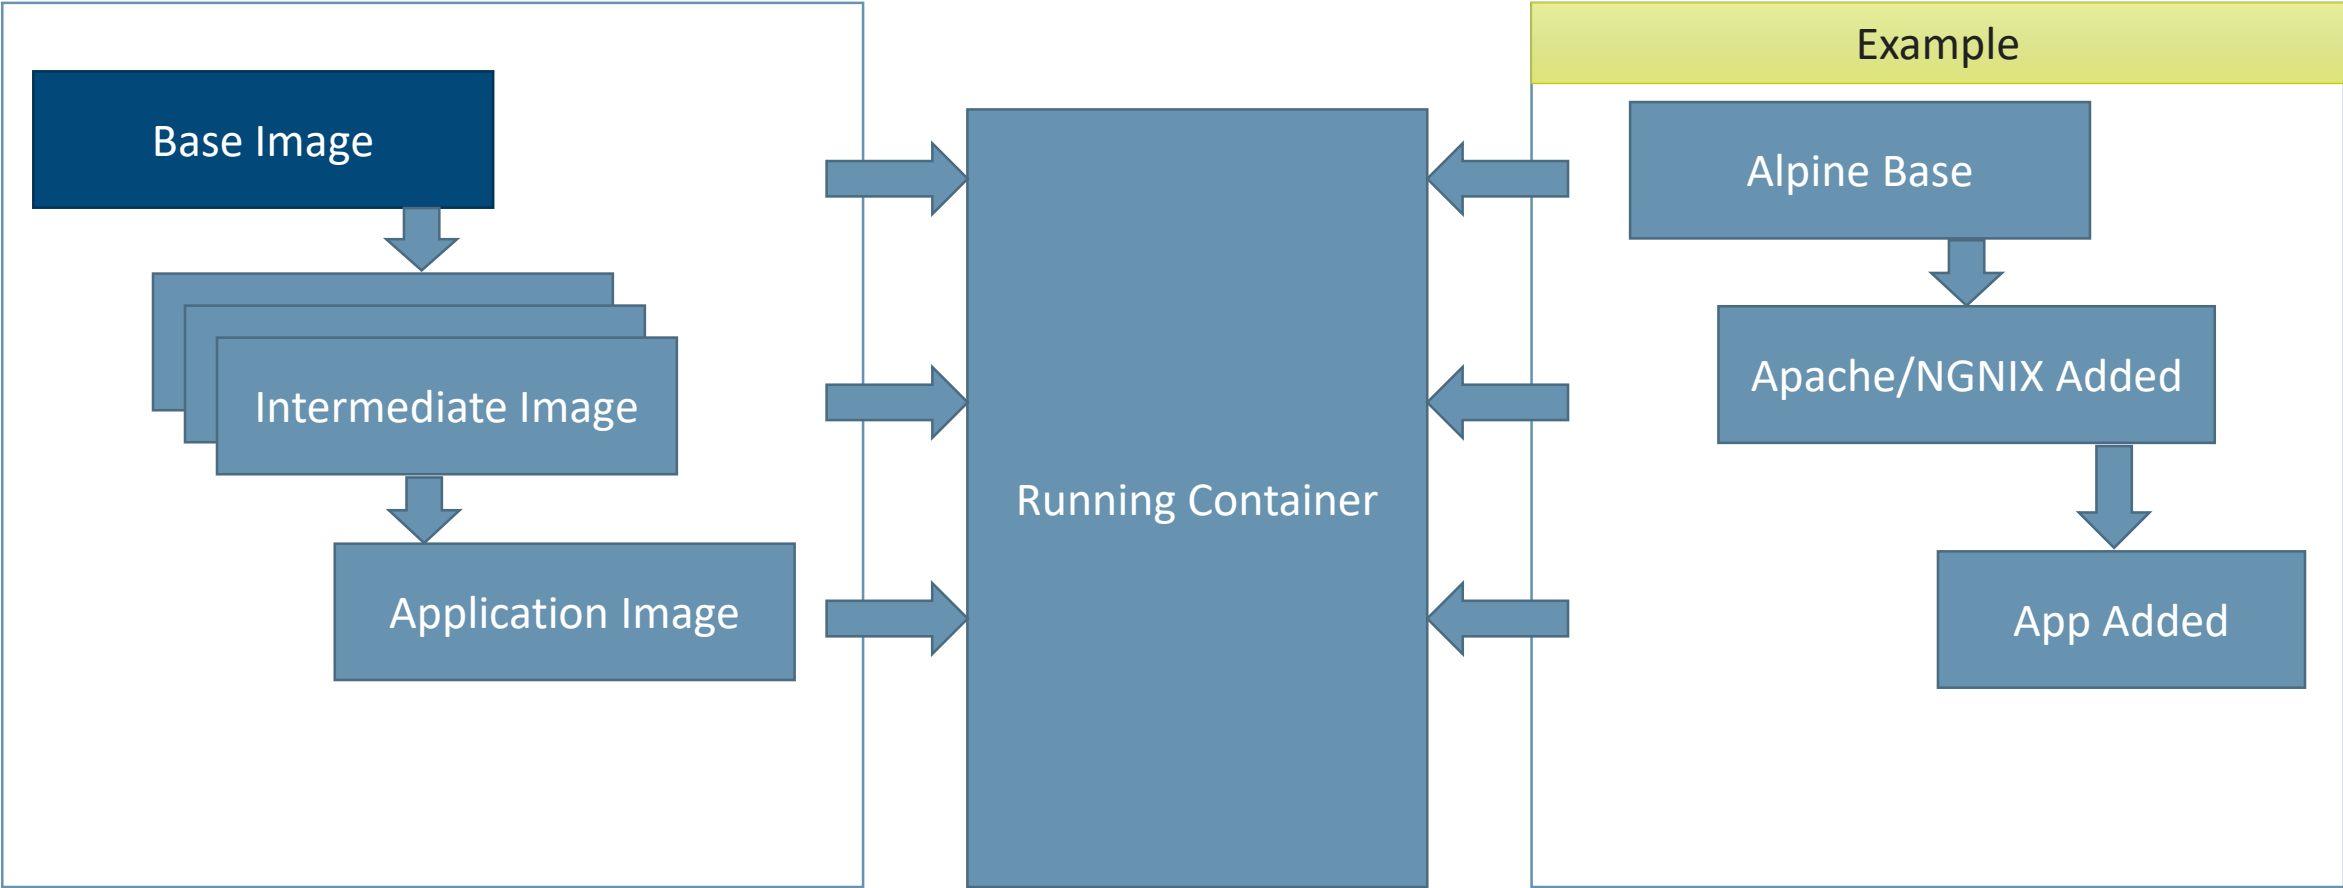 Base Image
Intermediate Image
Application Image
Running Container
Example
Alpine Base
Apache/NGNIX Added
App Added